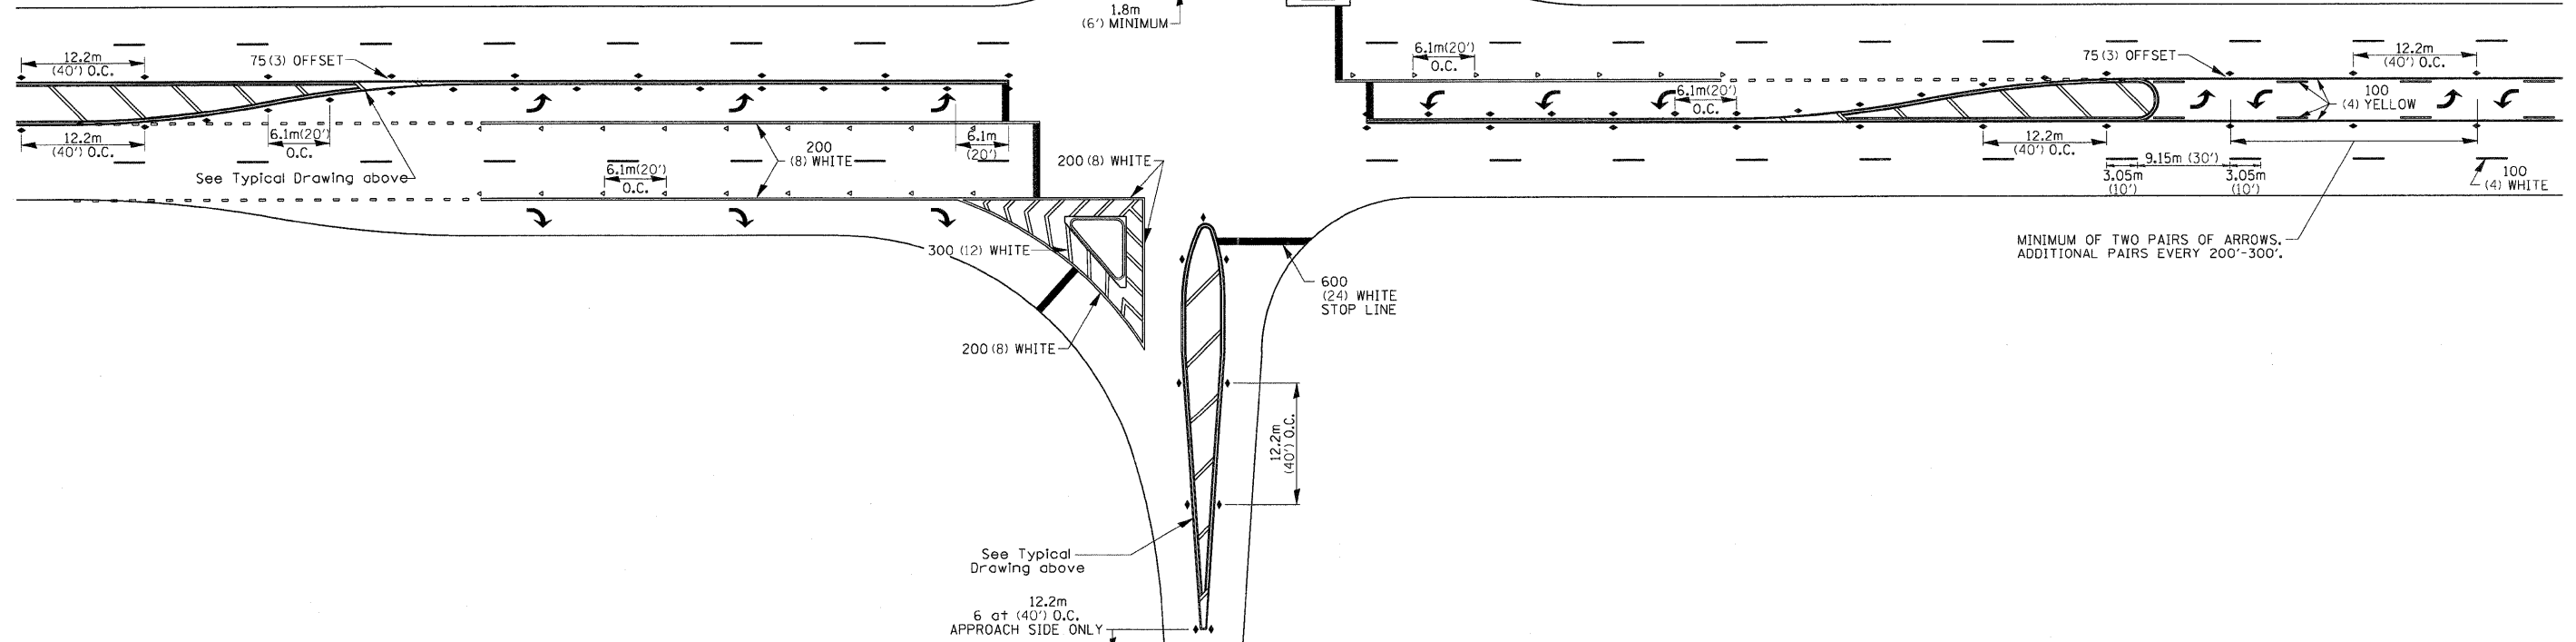 1.8m
(6') MINIMUM
12.2m
(40') O.C.
75(3) OFFSET
6.1m(20')
O.C.
75(3) OFFSET
12.2m
(40') O.C.
12.2m
(40') O.C.
6.1m(20')
O.C.
See Typical Drawing above
6.1m(20')
O.C.
200
(8) WHITE
6.1m
(20')
200(8) WHITE
6.1m(20')
O.C.
12.2m
(40') O.C.
100
(4) YELLOW
9.15m (30')
3.05m
(10')
3.05m
(10')
100
(4) WHITE
300 (12) WHITE
MINIMUM OF TWO PAIRS OF ARROWS.
ADDITIONAL PAIRS EVERY 200'-300'.
600
(24) WHITE
STOP LINE
200(8) WHITE
12.2m
(40') O.C.
See Typical
Drawing above
12.2m
6 at (40') O.C.
APPROACH SIDE ONLY